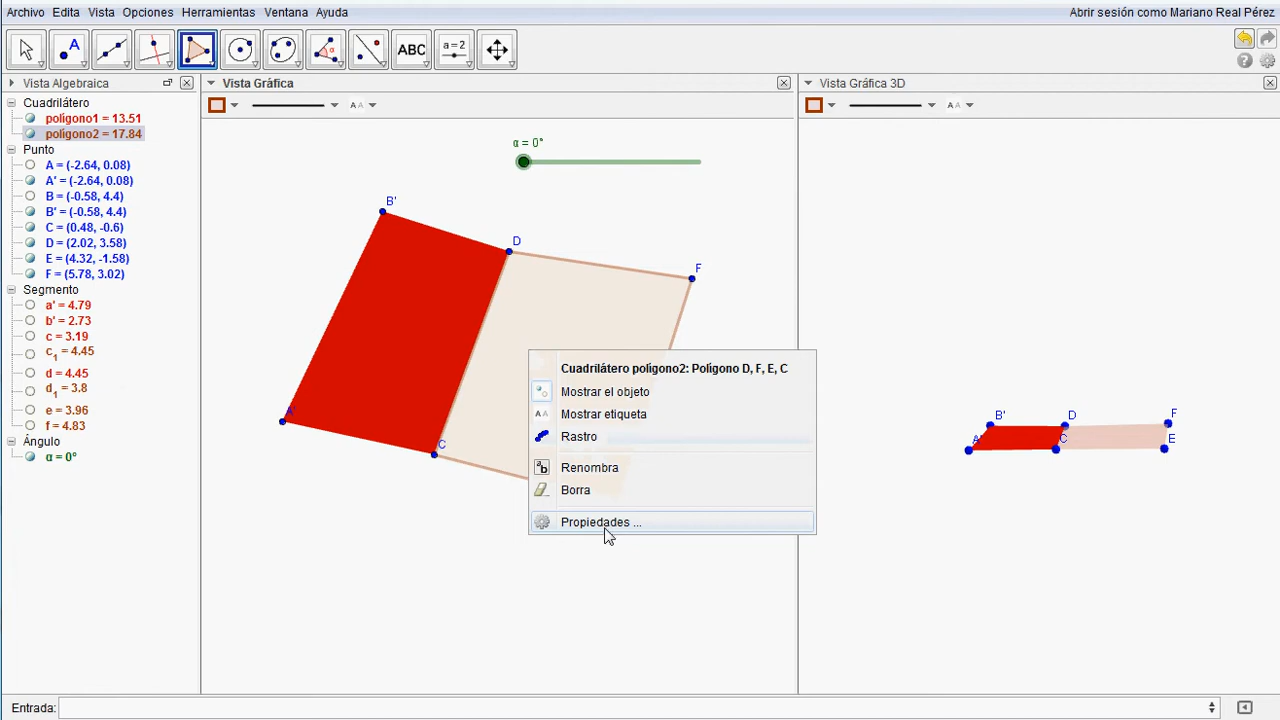 Archivo Edita Vista Opciones Herramientas Ventana Ayuda Abrir sesión como Mariano Real Pérez
ABC a=2
Vista Algebraica
Vista Gráfica
Vista Gráfica 3D
Cuadrilátero
polígono1 = 13.51
polígono2 = 17.84
Punto
A = (-2.64, 0.08)
A' = (-2.64, 0.08)
B = (-0.58, 4.4)
B' = (-0.58, 4.4)
C = (0.48, -0.6)
D = (2.02, 3.58)
E = (4.32, -1.58)
F = (5.78, 3.02)
Segmento
a' = 4.79
b' = 2.73
c = 3.19
c1 = 4.45
d = 4.45
d1 = 3.8
e = 3.96
f = 4.83
Ángulo
α = 0°
α = 0°
B'
D
F
A'
C
Cuadrilátero polígono2: Polígono D, F, E, C
Mostrar el objeto
AA Mostrar etiqueta
Rastro
ab Renombra
Borra
Propiedades ...
B' D F
A' C E
Entrada: